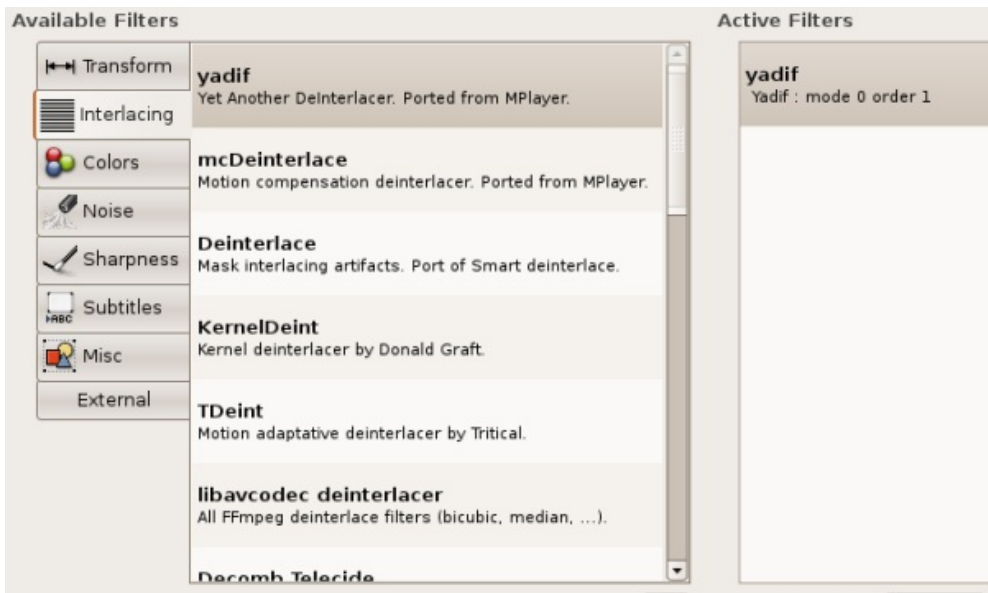 Available Filters
Active Filters
Transform
Interlacing
Colors
Noise
Sharpness
ABC
Subtitles
Misc
External
yadif
Yet Another DeInterlacer. Ported from MPlayer.
mcDeinterlace
Motion compensation deinterlacer. Ported from MPlayer.
Deinterlace
Mask interlacing artifacts. Port of Smart deinterlace.
KernelDeint
Kernel deinterlacer by Donald Graft.
TDeint
Motion adaptative deinterlacer by Tritical.
libavcodec deinterlacer
All FFmpeg deinterlace filters (bicubic, median, ...).
Decomb Telecide
yadif
Yadif : mode 0 order 1